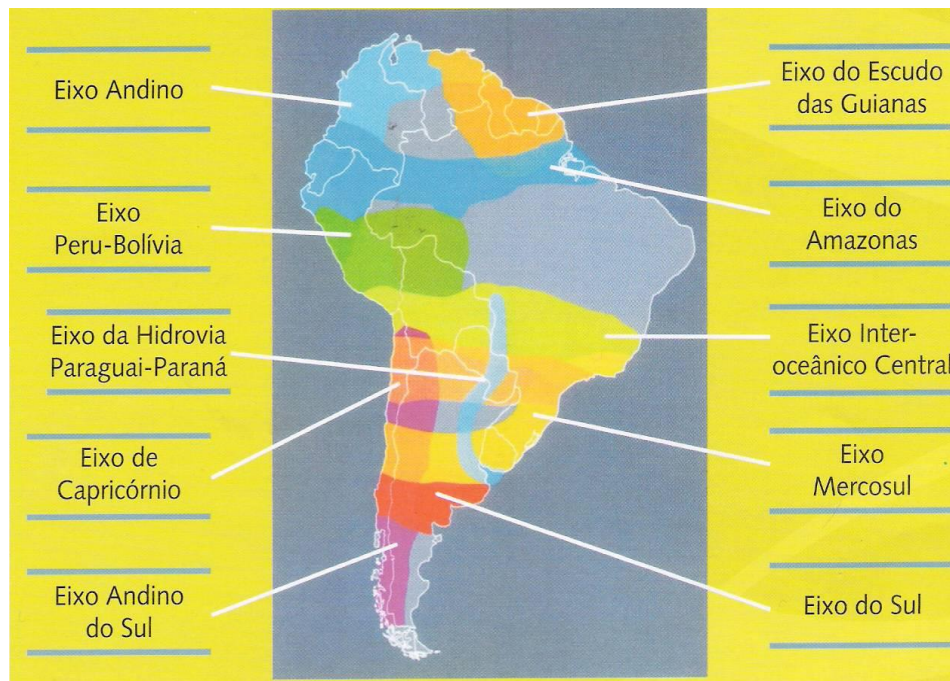 Eixo Andino
Eixo
Peru-Bolívia
Eixo da Hidrovia
Paraguai-Paraná
Eixo de
Capricórnio
Eixo Andino
do Sul
Eixo do Escudo
das Guianas
Eixo do
Amazonas
Eixo Inter-
oceânico Central
Eixo
Mercosul
Eixo do Sul